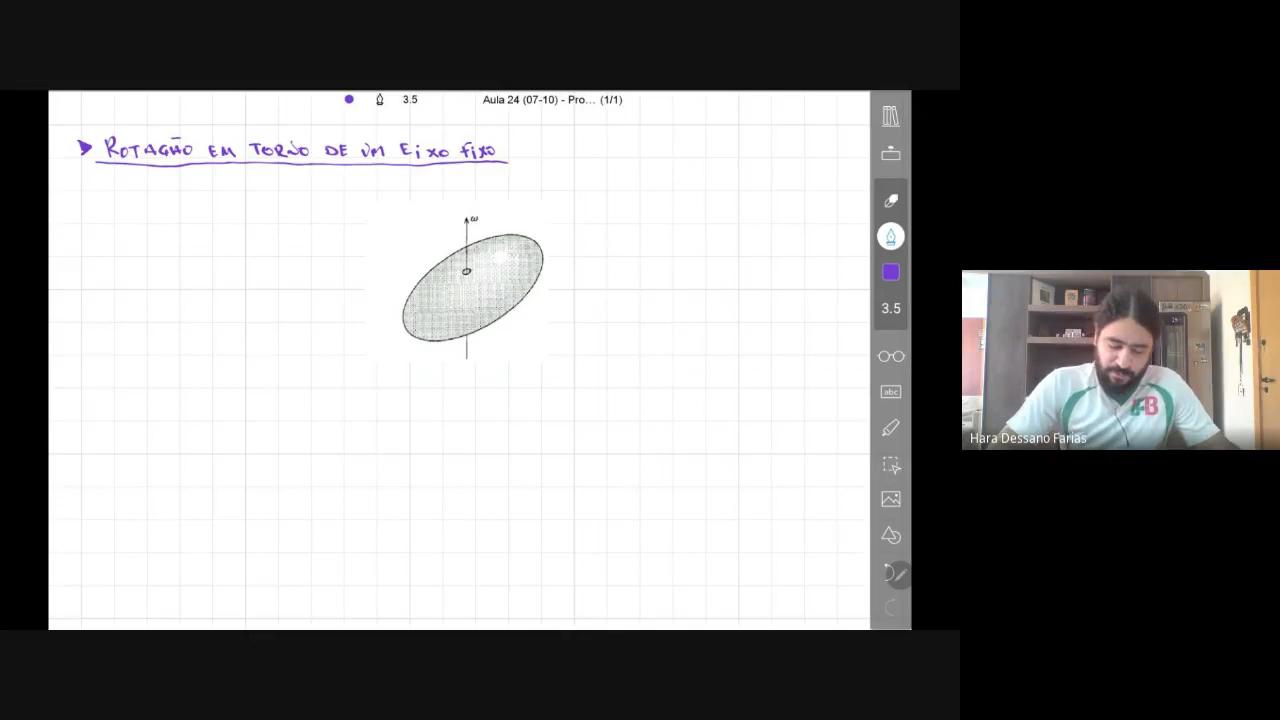 3.5 Aula 24 (07-10) - Pro... (1/1)
ROTAÇÃO EM TORNO DE UM EIXO FIXO
ω
3.5
abc
Hara Dessano Farias